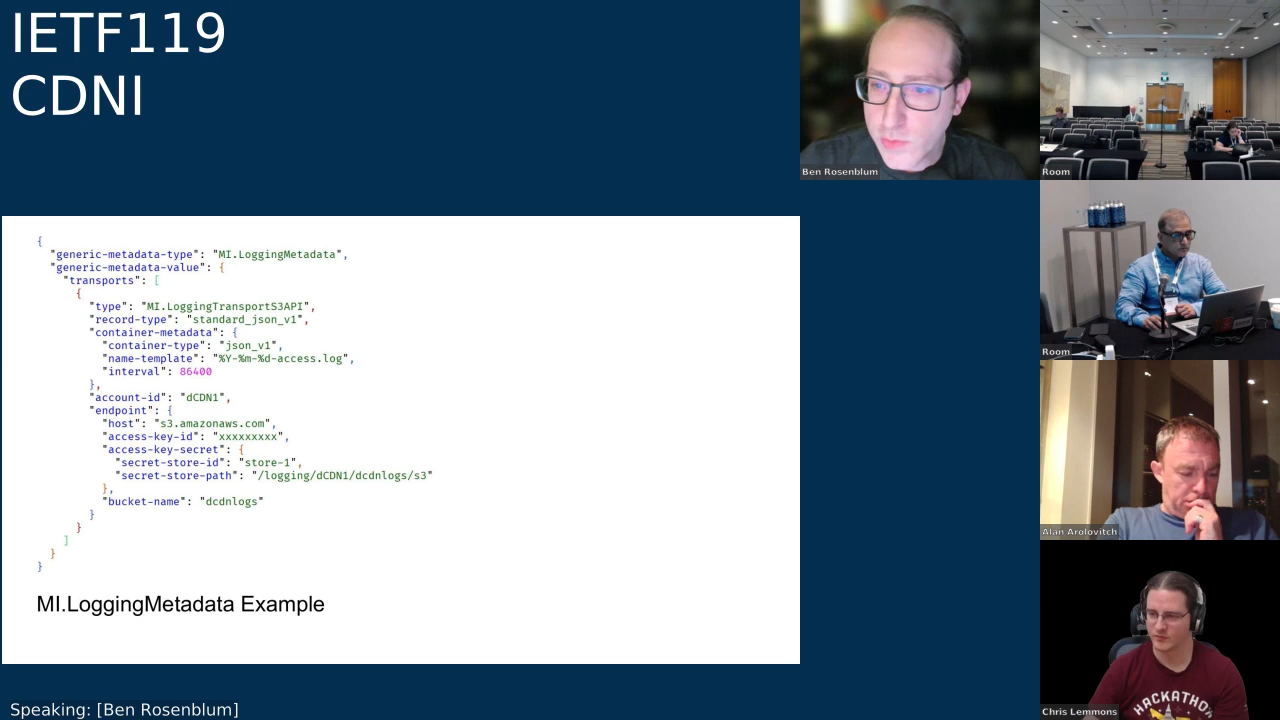 IETF119
CDNI
Ben Rosenblum
Room
Room
Alan Arolovitch
Chris Lemmons
HACKATHON
{
"generic-metadata-type": "MI.LoggingMetadata",
"generic-metadata-value": {
"transports": [
{
"type": "MI.LoggingTransportS3API",
"record-type": "standard_json_v1",
"container-metadata": {
"container-type": "json_v1",
"name-template": "%Y-%m-%d-access.log",
"interval": 86400
},
"account-id": "dCDN1",
"endpoint": {
"host": "s3.amazonaws.com",
"access-key-id": "xxxxxxxxx",
"access-key-secret": {
"secret-store-id": "store-1",
"secret-store-path": "/logging/dCDN1/dcdnlogs/s3"
},
"bucket-name": "dcdnlogs"
}
}
]
}
}
MI.LoggingMetadata Example
Speaking: [Ben Rosenblum]